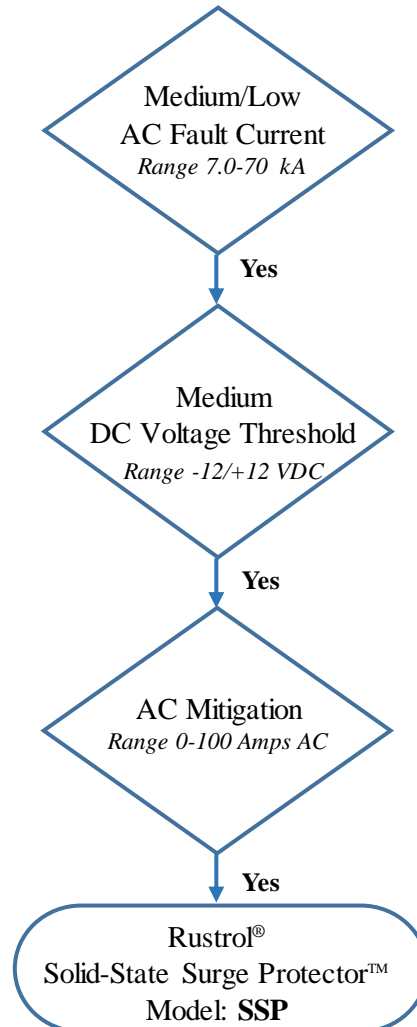 Medium/Low
AC Fault Current
Range 7.0-70 kA
Yes
Medium
DC Voltage Threshold
Range -12/+12 VDC
Yes
AC Mitigation
Range 0-100 Amps AC
Yes
Rustrol®
Solid-State Surge Protector™
Model: SSP